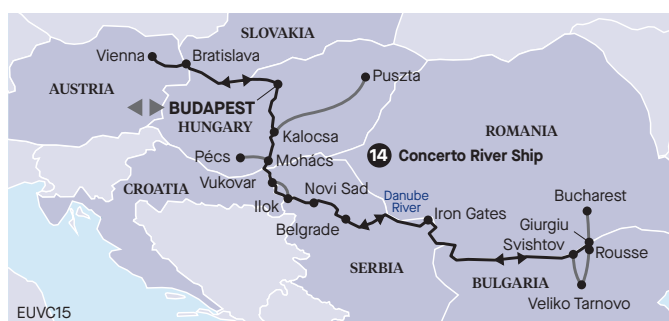 SLOVAKIA
Vienna
Bratislava
Puszta
AUSTRIA
BUDAPEST
HUNGARY
Kalocsa
ROMANIA
14 Concerto River Ship
Pécs
Mohács
CROATIA
Vukovar
Novi Sad
Danube
River
Bucharest
Ilok
Iron Gates
Giurgiu
Belgrade
Svishtov
Rousse
SERBIA
BULGARIA
Veliko Tarnovo
EUVC15